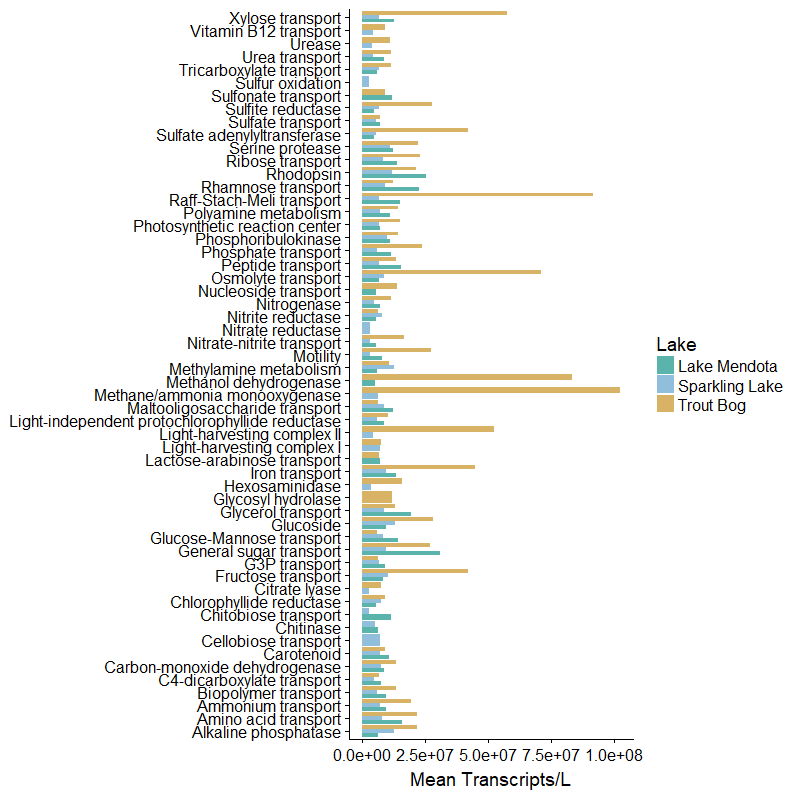 Xylose transport
Vitamin B12 transport
Urease
Urea transport
Tricarboxylate transport
Sulfur oxidation
Sulfonate transport
Sulfite reductase
Sulfate transport
Sulfate adenylyltransferase
Serine protease
Ribose transport
Rhodopsin
Rhamnose transport
Raff-Stach-Meli transport
Polyamine metabolism
Photosynthetic reaction center
Phosphoribulokinase
Phosphate transport
Peptide transport
Osmolyte transport
Nucleoside transport
Nitrogenase
Nitrite reductase
Nitrate reductase
Nitrate-nitrite transport
Motility
Methylamine metabolism
Methanol dehydrogenase
Methane/ammonia monooxygenase
Maltooligosaccharide transport
Light-independent protochlorophyllide reductase
Light-harvesting complex II
Light-harvesting complex I
Lactose-arabinose transport
Iron transport
Hexosaminidase
Glycosyl hydrolase
Glycerol transport
Glucoside
Glucose-Mannose transport
General sugar transport
G3P transport
Fructose transport
Citrate lyase
Chlorophyllide reductase
Chitobiose transport
Chitinase
Cellobiose transport
Carotenoid
Carbon-monoxide dehydrogenase
C4-dicarboxylate transport
Biopolymer transport
Ammonium transport
Amino acid transport
Alkaline phosphatase
0.0e+00 2.5e+07 5.0e+07 7.5e+07 1.0e+08
Mean Transcripts/L
Lake
Lake Mendota
Sparkling Lake
Trout Bog